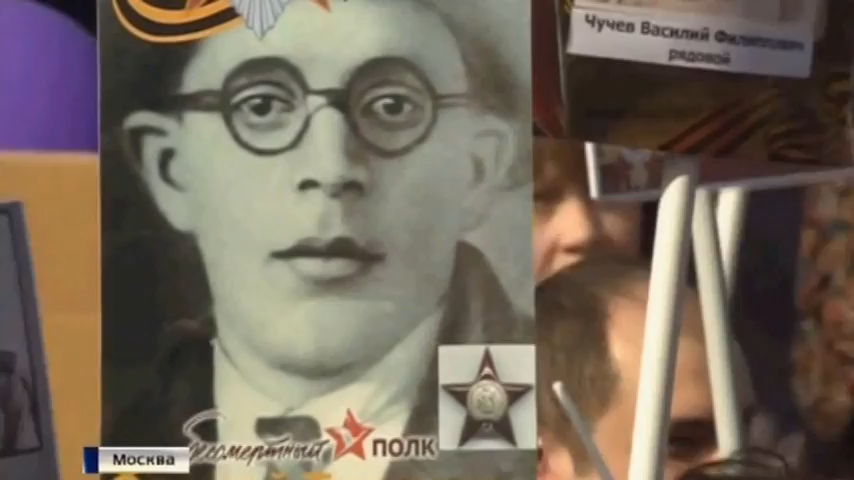 Чучев Василий Филиппович
рядовой
Бессмертный ПОЛК
Москва